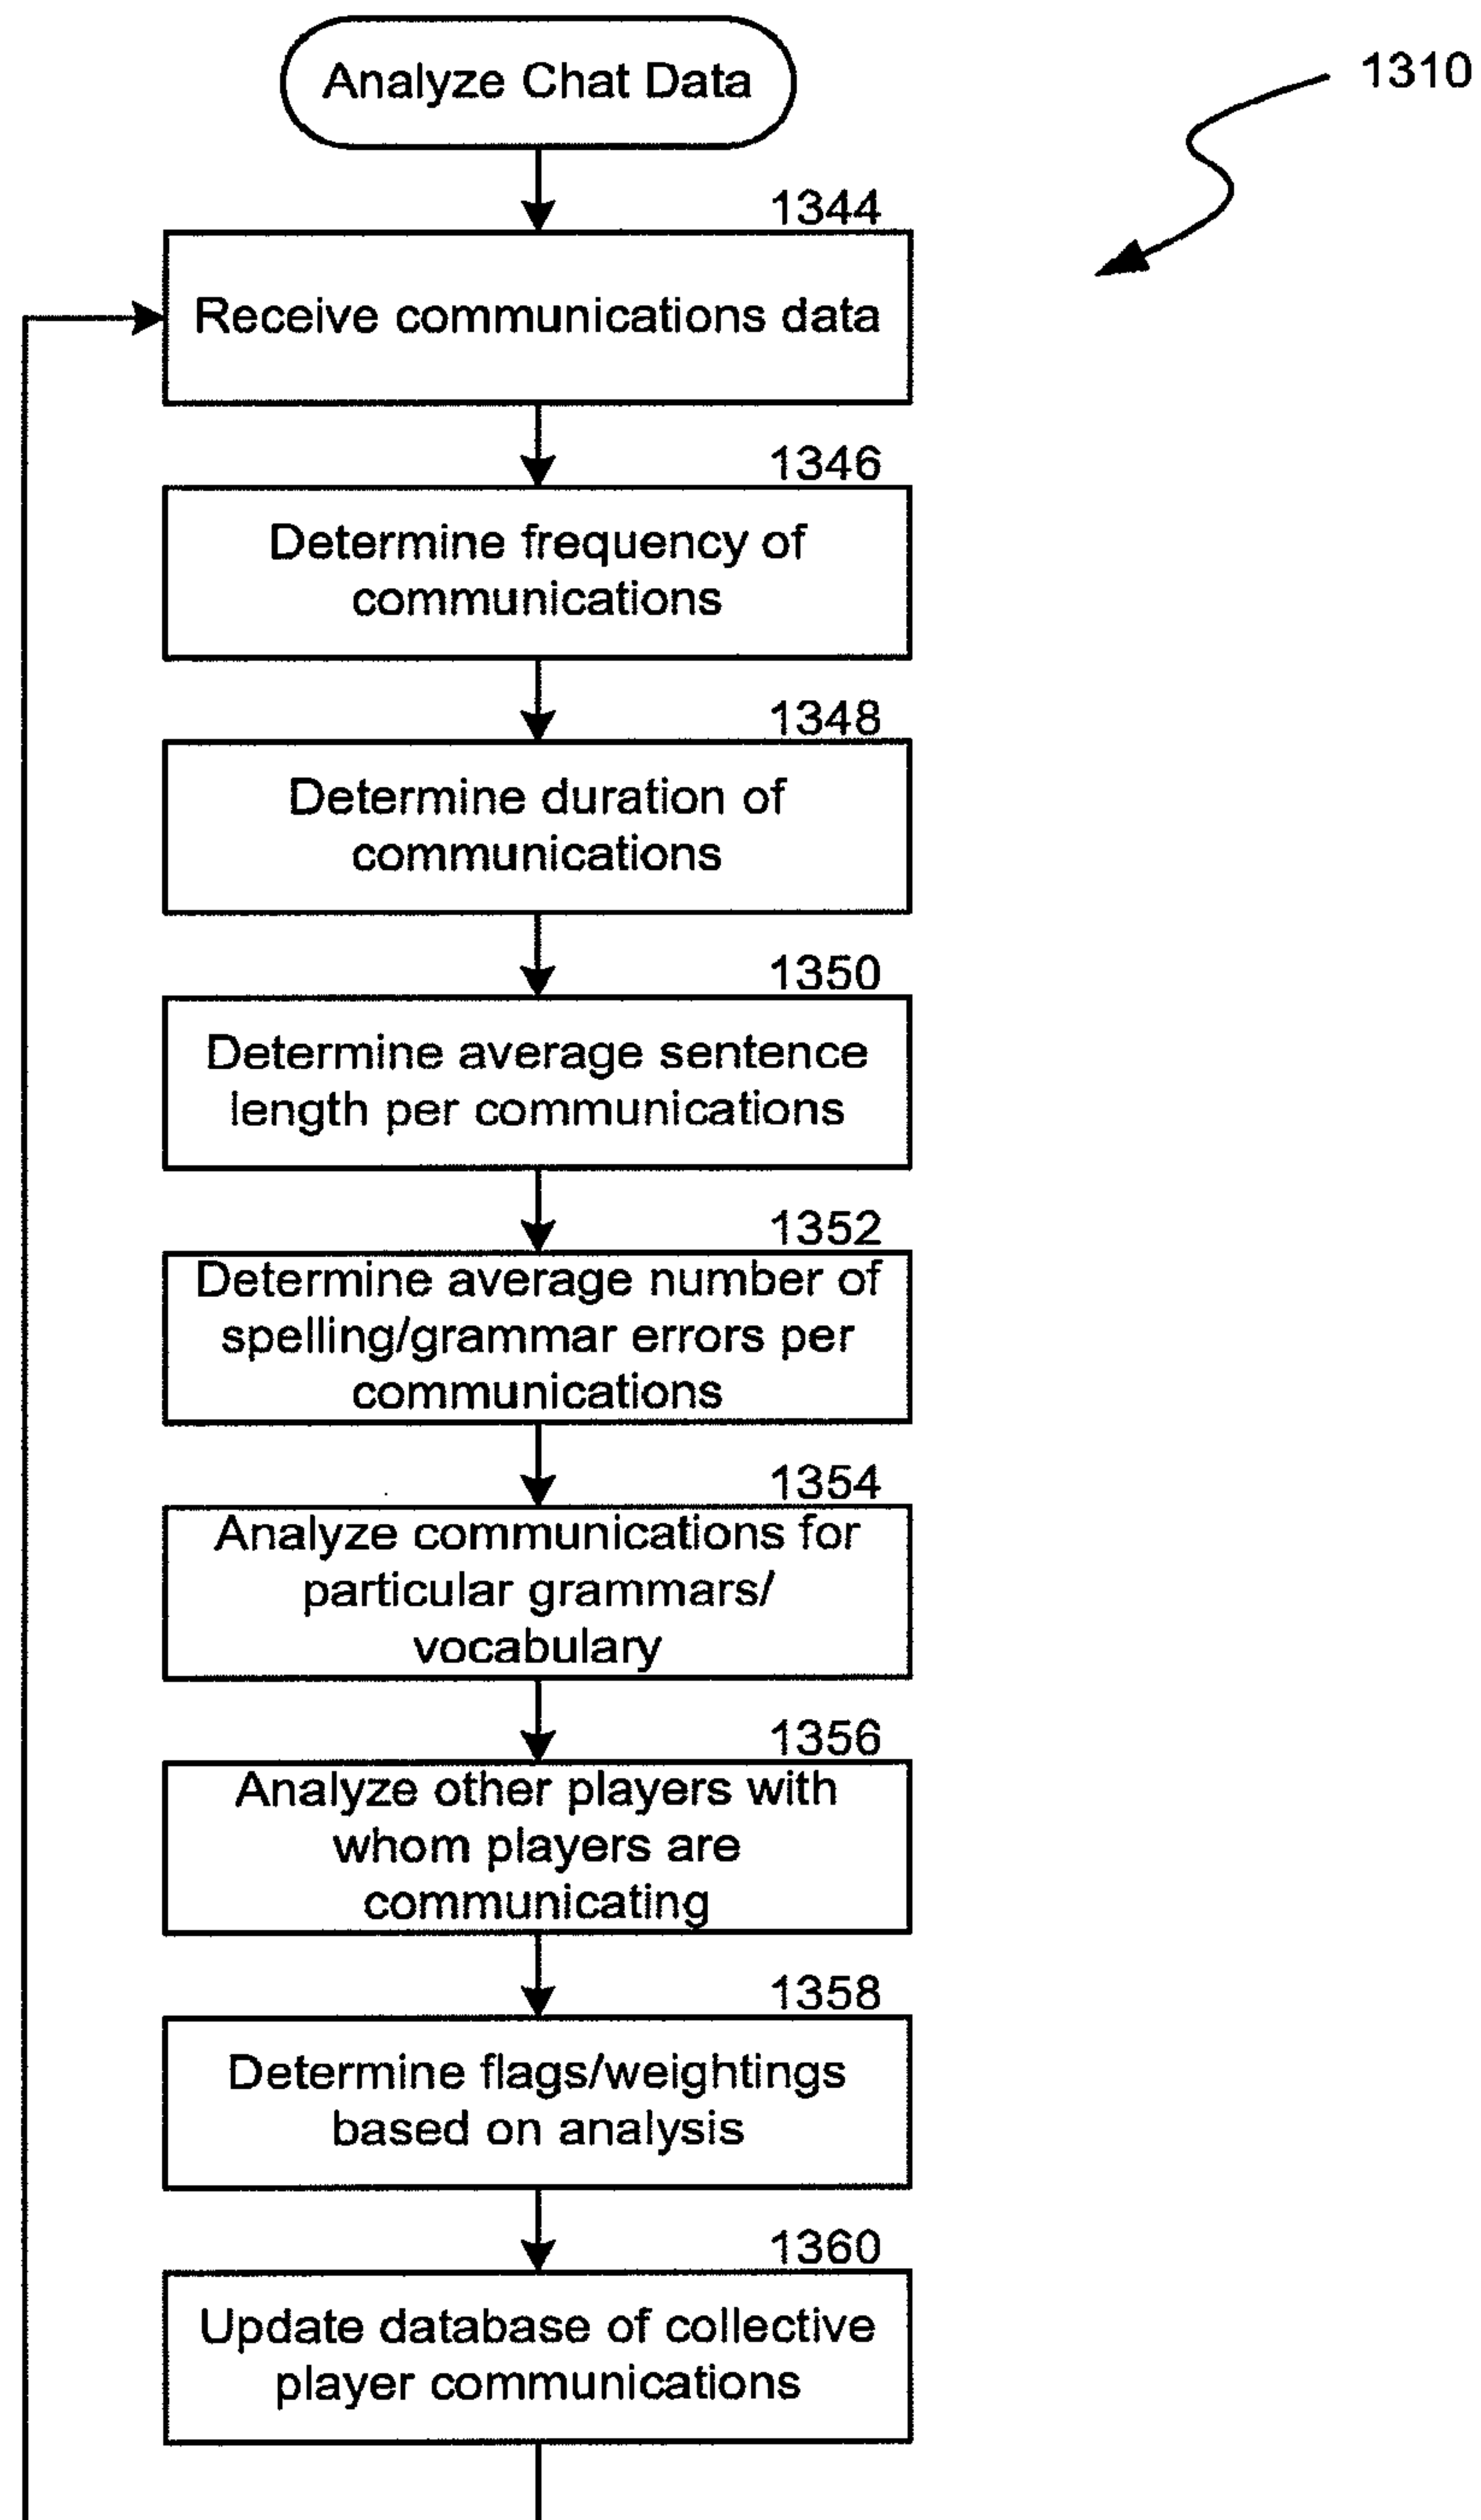 Analyze Chat Data
1310
1344
Receive communications data
1346
Determine frequency of
communications
1348
Determine duration of
communications
1350
Determine average sentence
length per communications
1352
Determine average number of
spelling/grammar errors per
communications
1354
Analyze communications for
particular grammars/
vocabulary
1356
Analyze other players with
whom players are
communicating
1358
Determine flags/weightings
based on analysis
1360
Update database of collective
player communications